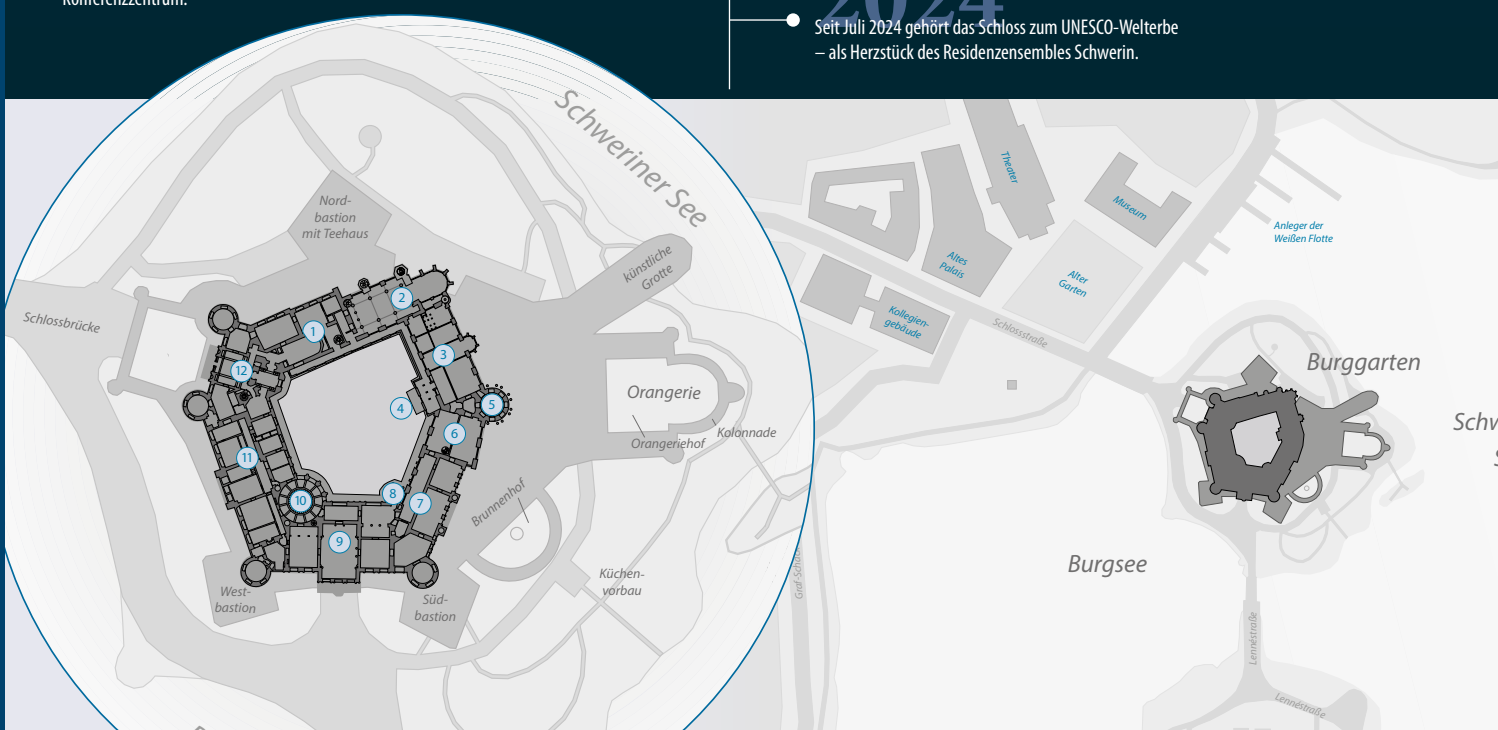 Konferenzzentrum.
2024
Seit Juli 2024 gehört das Schloss zum UNESCO-Welterbe
– als Herzstück des Residenzensembles Schwerin.
Schweriner See
Nord-
bastion
mit Teehaus
künstliche
Grotte
Schlossbrücke
1
2
3
4
5
6
7
8
9
10
11
12
Orangerie
Orangeriehof
Kolonnade
Brunnenhof
Küchen-
vorbau
West-
bastion
Süd-
bastion
Theater
Museum
Anleger der
Weißen Flotte
Altes
Palais
Alter
Garten
Kollegien-
gebäude
Schlossstraße
Burggarten
Burgsee
Lennéstraße
Lennéstraße